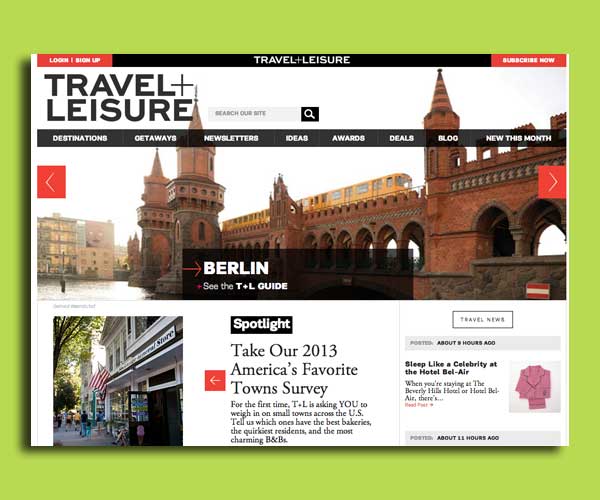 LOGIN | SIGN UP
TRAVEL+LEISURE
SUBSCRIBE NOW
TRAVEL+
LEISURE
SEARCH OUR SITE
DESTINATIONS GETAWAYS NEWSLETTERS IDEAS AWARDS DEALS BLOG NEW THIS MONTH
BERLIN
+See the T+L GUIDE
Spotlight
Take Our 2013
America's Favorite
Towns Survey
For the first time, T+L is asking YOU to
weigh in on small towns across the U.S.
Tell us which ones have the best bakeries,
the quirkiest residents, and the most
charming B&Bs.
TRAVEL NEWS
POSTED: ABOUT 9 HOURS AGO
Sleep Like a Celebrity at
the Hotel Bel-Air
When you're staying at The
Beverly Hills Hotel or Hotel Bel-
Air, there's...
Read Post
POSTED: ABOUT 11 HOURS AGO
Store